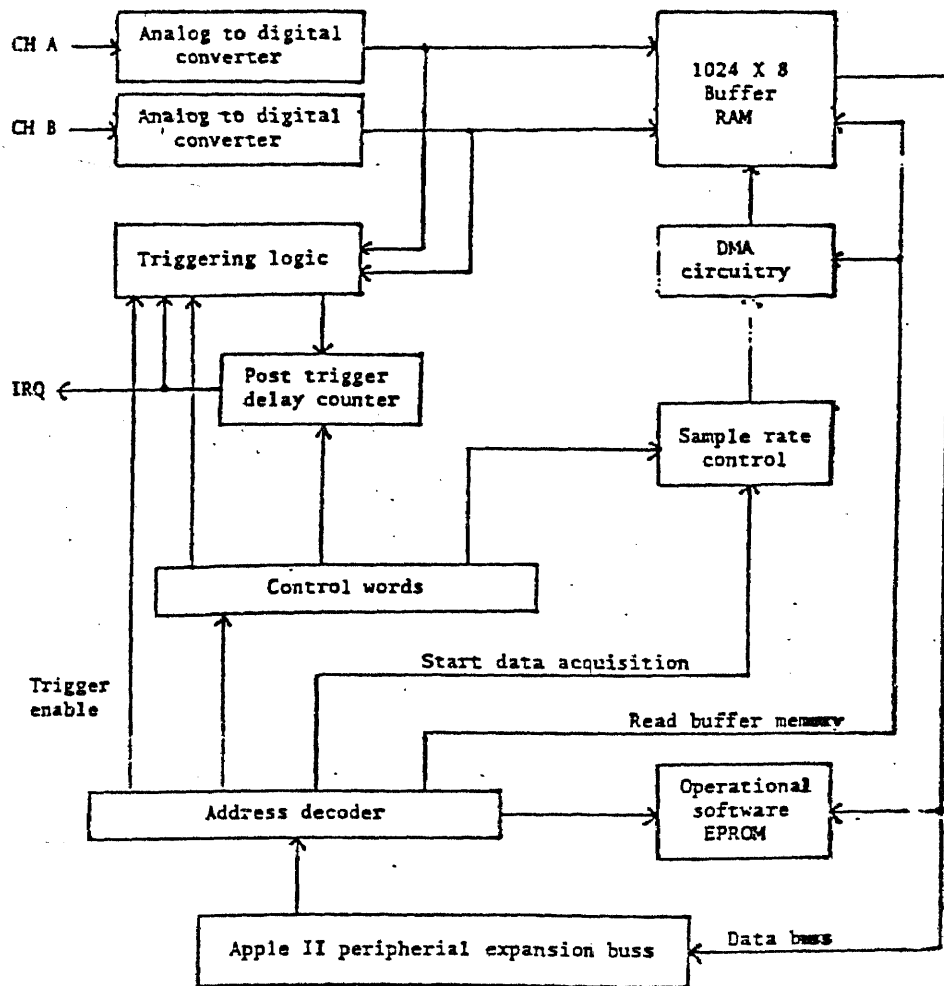 CH A
Analog to digital
converter
CH B
Analog to digital
converter
1024 X 8
Buffer
RAM
Triggering logic
DMA
circuitry
IRQ
Post trigger
delay counter
Sample rate
control
Control words
Start data acquisition
Trigger
enable
Read buffer memory
Address decoder
Operational
software
EPROM
Apple II peripherial expansion buss
Data buss